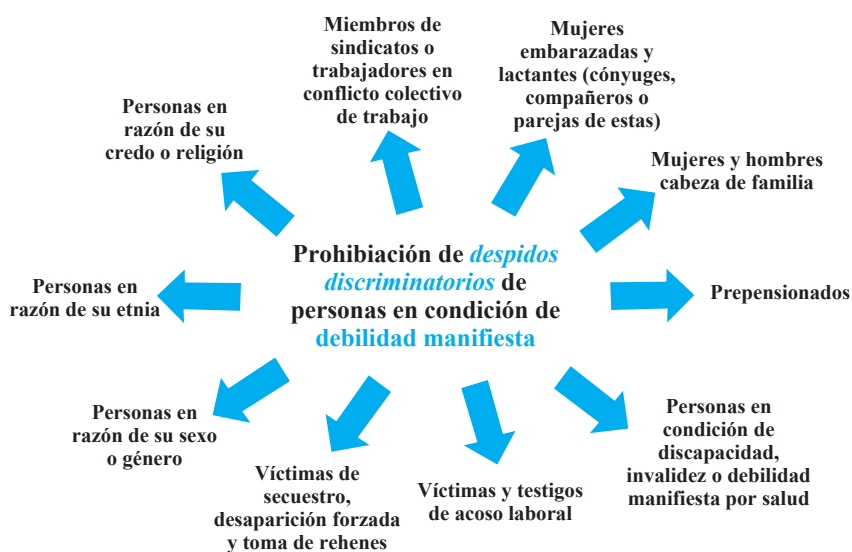 Miembros de
sindicatos o
trabajadores en
conflicto colectivo
de trabajo
Mujeres
embarazadas y
lactantes (cónyuges,
compañeros o
parejas de estas)
Personas en
razón de su
credo o religión
Mujeres y hombres
cabeza de familia
Prohibiación de despidos
discriminatorios de
personas en condición de
debilidad manifiesta
Personas en
razón de su etnia
Prepensionados
Personas en
razón de su sexo
o género
Víctimas de
secuestro,
desaparición forzada
y toma de rehenes
Víctimas y testigos
de acoso laboral
Personas en
condición de
discapacidad,
invalidez o debilidad
manifiesta por salud